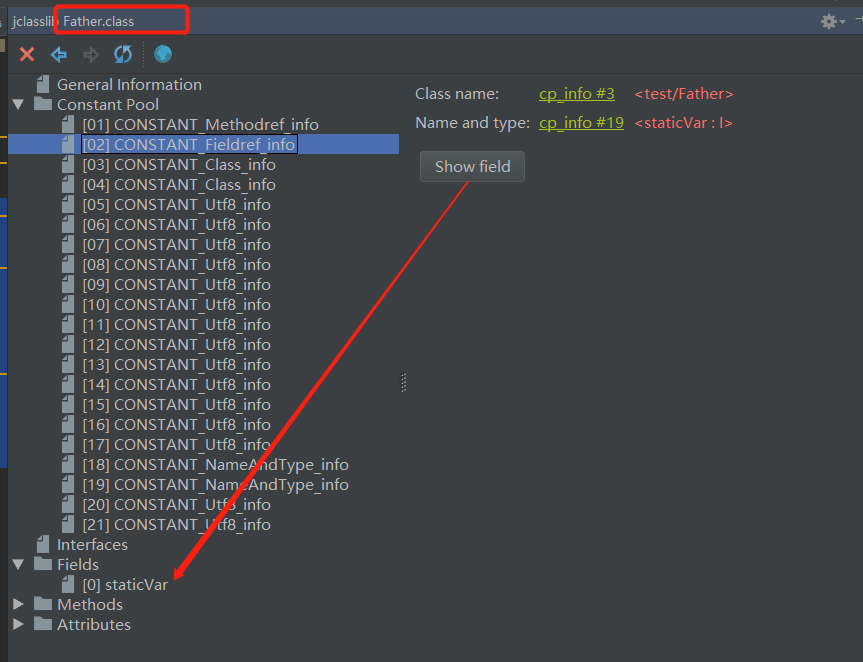 jclasslib Father.class
General Information
Constant Pool
[01] CONSTANT_Methodref_info
[02] CONSTANT_Fieldref_info
[03] CONSTANT_Class_info
[04] CONSTANT_Class_info
[05] CONSTANT_Utf8_info
[06] CONSTANT_Utf8_info
[07] CONSTANT_Utf8_info
[08] CONSTANT_Utf8_info
[09] CONSTANT_Utf8_info
[10] CONSTANT_Utf8_info
[11] CONSTANT_Utf8_info
[12] CONSTANT_Utf8_info
[13] CONSTANT_Utf8_info
[14] CONSTANT_Utf8_info
[15] CONSTANT_Utf8_info
[16] CONSTANT_Utf8_info
[17] CONSTANT_Utf8_info
[18] CONSTANT_NameAndType_info
[19] CONSTANT_NameAndType_info
[20] CONSTANT_Utf8_info
[21] CONSTANT_Utf8_info
Interfaces
Fields
[0] staticVar
Methods
Attributes
Class name: cp_info #3 <test/Father>
Name and type: cp_info #19 <staticVar : I>
Show field